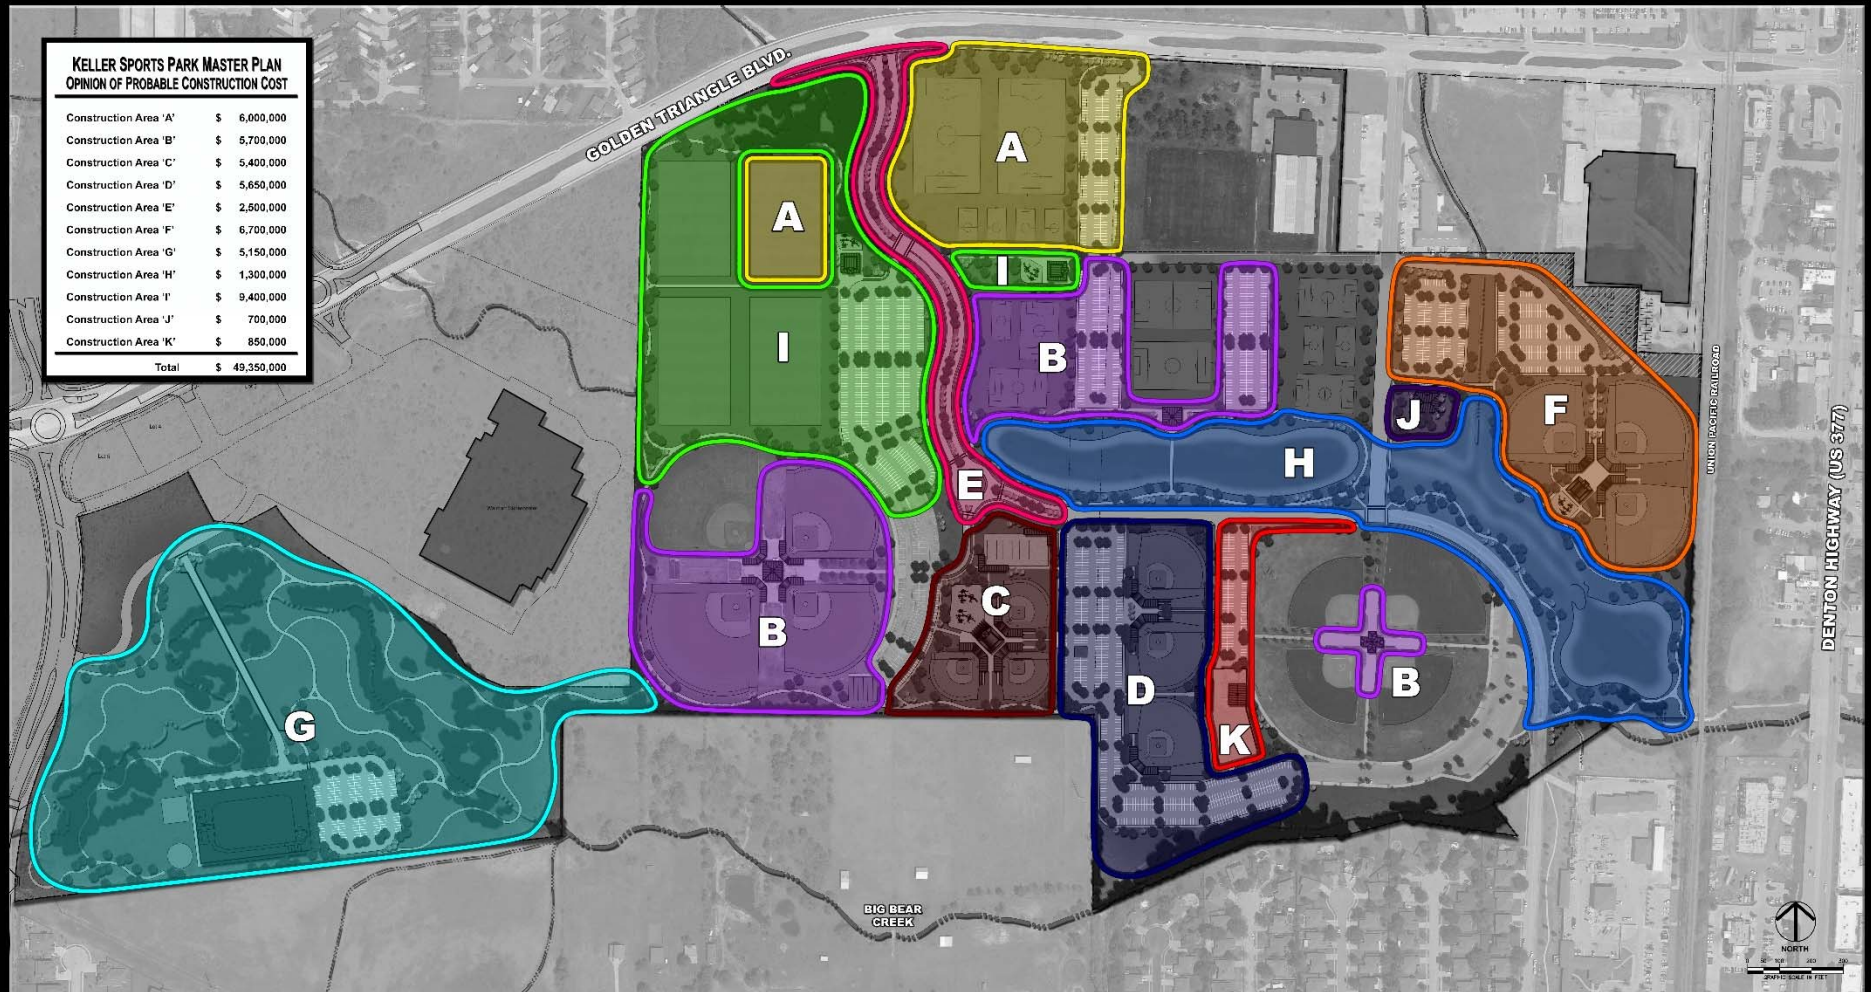 KELLER SPORTS PARK MASTER PLAN
OPINION OF PROBABLE CONSTRUCTION COST
Construction Area 'A' $ 6,000,000
Construction Area 'B' $ 5,700,000
Construction Area 'C' $ 5,400,000
Construction Area 'D' $ 5,650,000
Construction Area 'E' $ 2,500,000
Construction Area 'F' $ 6,700,000
Construction Area 'G' $ 5,150,000
Construction Area 'H' $ 1,300,000
Construction Area 'I' $ 9,400,000
Construction Area 'J' $ 700,000
Construction Area 'K' $ 850,000
Total $ 49,350,000
GOLDEN TRIANGLE BLVD.
A
A
I
I
B
J
F
H
E
C
B
D
B
K
G
UNION PACIFIC RAILROAD
DENTON HIGHWAY (US 377)
BIG BEAR
CREEK
NORTH
GRAPHIC SCALE IN FEET